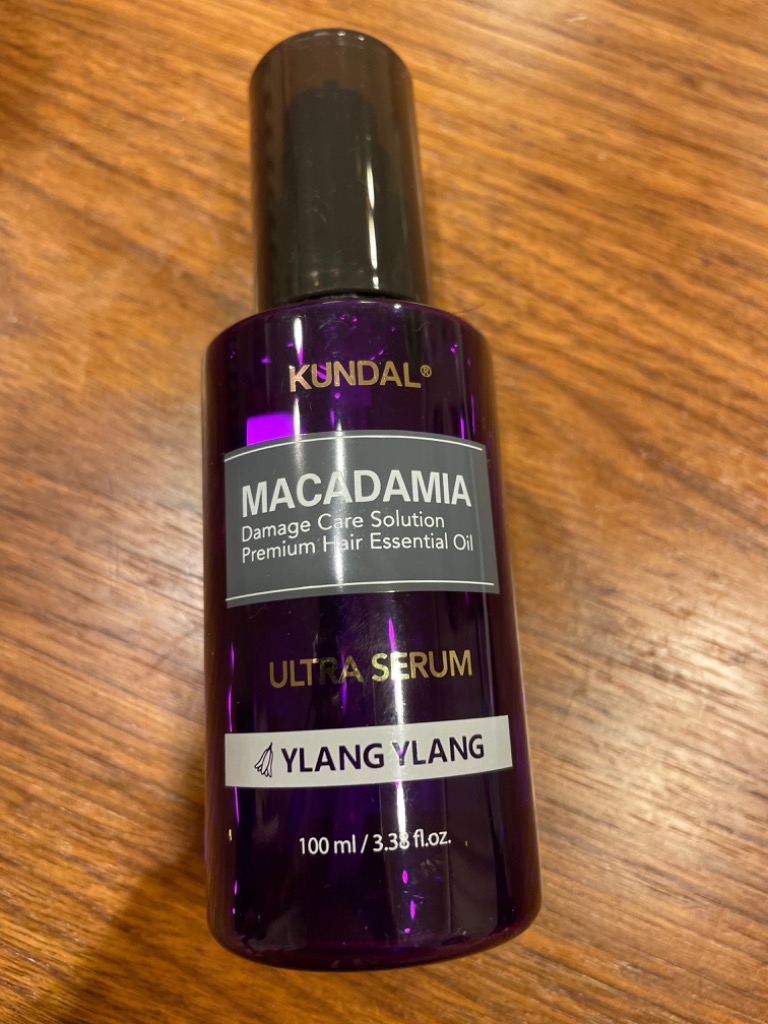 KUNDAL®
MACADAMIA
Damage Care Solution
Premium Hair Essential Oil
ULTRA SERUM
YLANG YLANG
100 ml / 3.38 fl.oz.